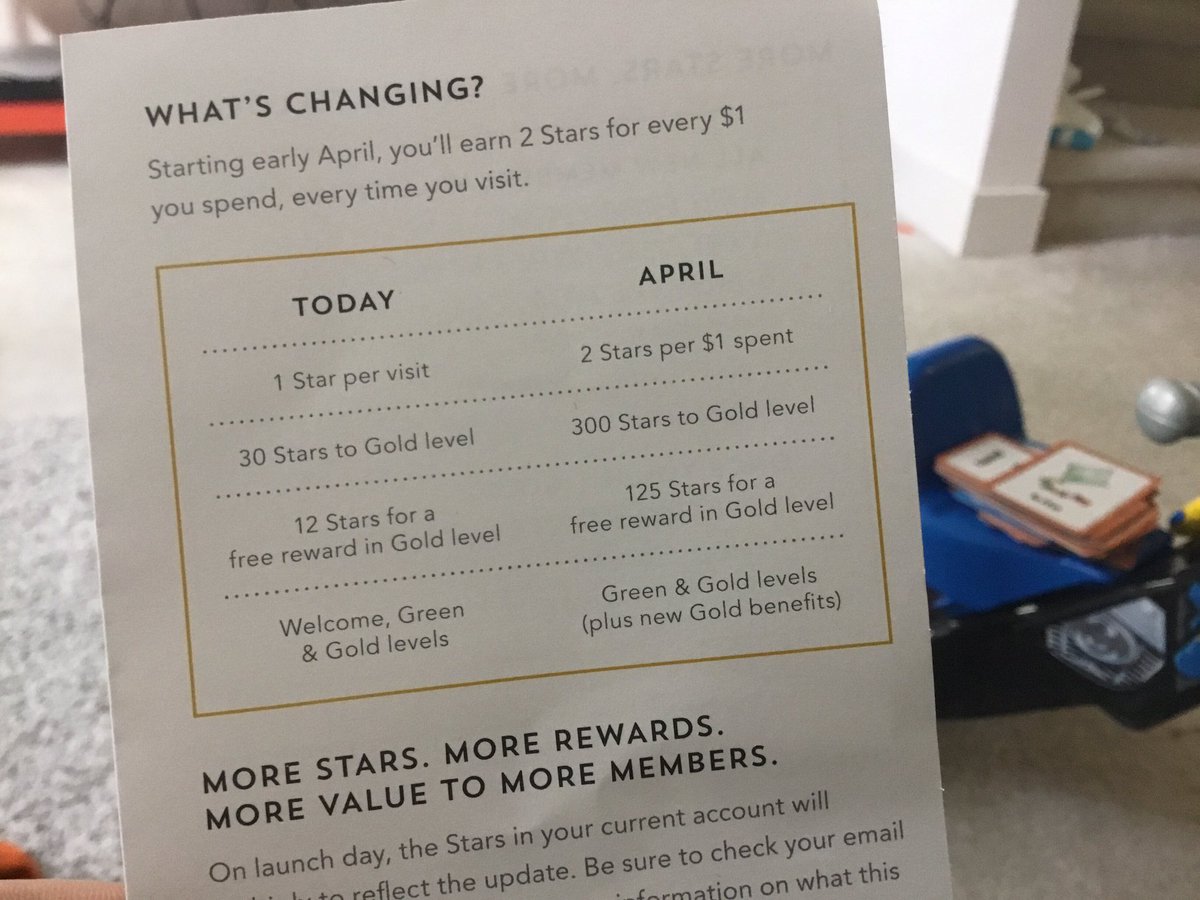 WHAT'S CHANGING?
Starting early April, you'll earn 2 Stars for every $1
you spend, every time you visit.
TODAY
APRIL
1 Star per visit
2 Stars per $1 spent
30 Stars to Gold level
300 Stars to Gold level
12 Stars for a
free reward in Gold level
125 Stars for a
free reward in Gold level
Welcome, Green
& Gold levels
Green & Gold levels
(plus new Gold benefits)
MORE STARS. MORE REWARDS.
MORE VALUE TO MORE MEMBERS.
On launch day, the Stars in your current account will
to reflect the update. Be sure to check your email
information on what this